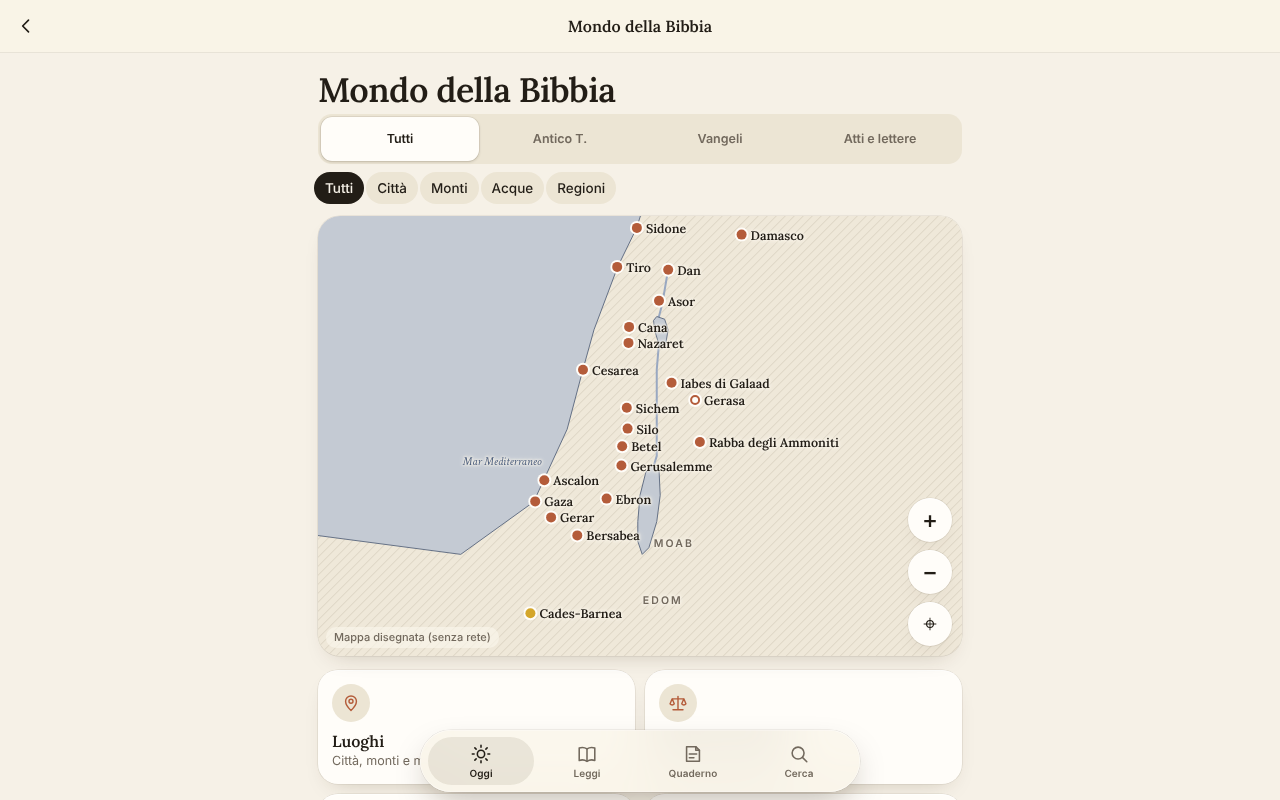 Mondo della Bibbia
Mondo della Bibbia
Tutti
Antico T.
Vangeli
Atti e lettere
Tutti
Città
Monti
Acque
Regioni
Sidone
Damasco
Tiro
Dan
Asor
Cana
Nazaret
Cesarea
Iabes di Galaad
Gerasa
Sichem
Silo
Rabba degli Ammoniti
Betel
Mar Mediterraneo
Gerusalemme
Ascalon
Gaza
Ebron
Gerar
Bersabea
MOAB
EDOM
Cades-Barnea
Mappa disegnata (senza rete)
Luoghi
Città, monti e
Oggi
Leggi
Quaderno
Cerca